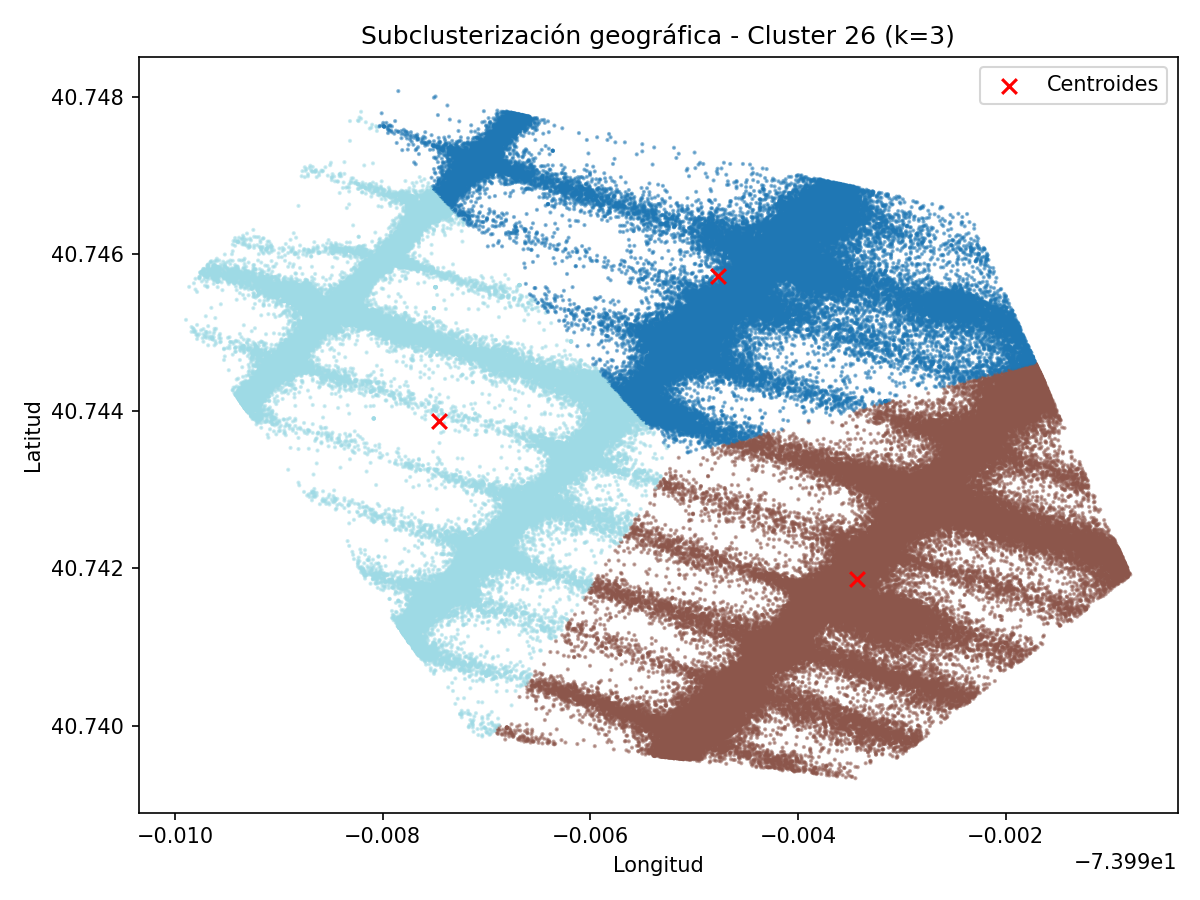 Subclusterización geográfica - Cluster 26 (k=3)
Centroides
40.748
40.746
40.744
40.742
40.740
Latitud
−0.010
−0.008
−0.006
−0.004
−0.002
−7.399e1
Longitud